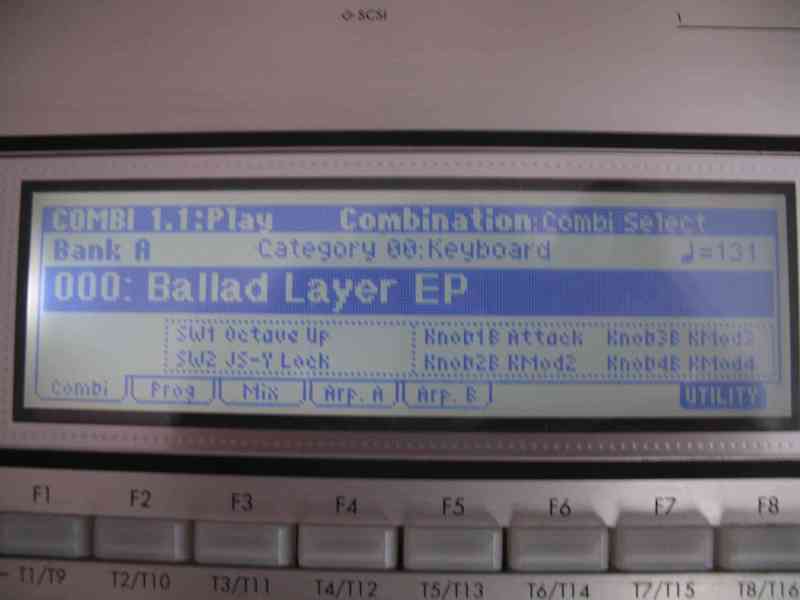 SCSI
COMBI 1.1:Play Combination:Combi Select
Bank A Category 00:Keyboard ♩=131
000: Ballad Layer EP
SW1 Octave Up Knob1B Attack Knob3B KMod3
SW2 JS-Y Lock Knob2B KMod2 Knob4B KMod4
Combi Prog Mix Arp. A Arp. B UTILITY
F1 F2 F3 F4 F5 F6 F7 F8
T1/T9 T2/T10 T3/T11 T4/T12 T5/T13 T6/T14 T7/T15 T8/T16